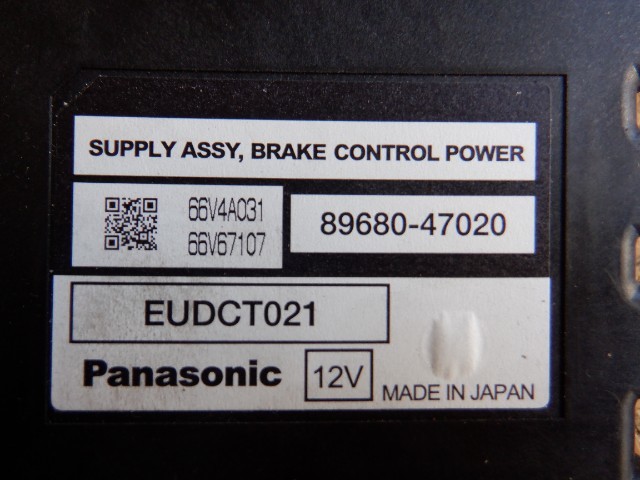 SUPPLY ASSY, BRAKE CONTROL POWER
66V4A031
66V67107
89680-47020
EUDCT021
Panasonic
12V
MADE IN JAPAN